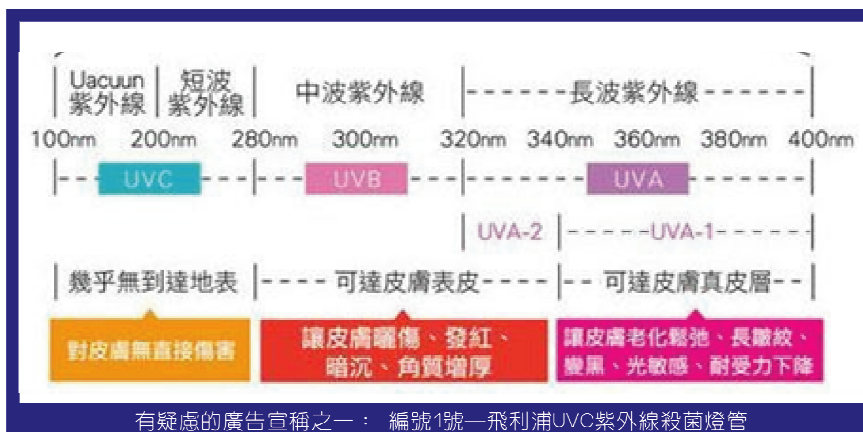 Uacuun 紫外線
短波 紫外線
中波紫外線
長波紫外線
100nm 200nm 280nm 300nm 320nm 340nm 360nm 380nm 400nm
UVC UVB UVA
UVA-2 UVA-1
幾乎無到達地表 可達皮膚表皮 可達皮膚真皮層
對皮膚無直接傷害
讓皮膚曬傷、發紅、
暗沉、角質增厚
讓皮膚老化鬆弛、長皺紋、
變黑、光敏感、耐受力下降
有疑慮的廣告宣稱之一： 編號1號—飛利浦UVC紫外線殺菌燈管